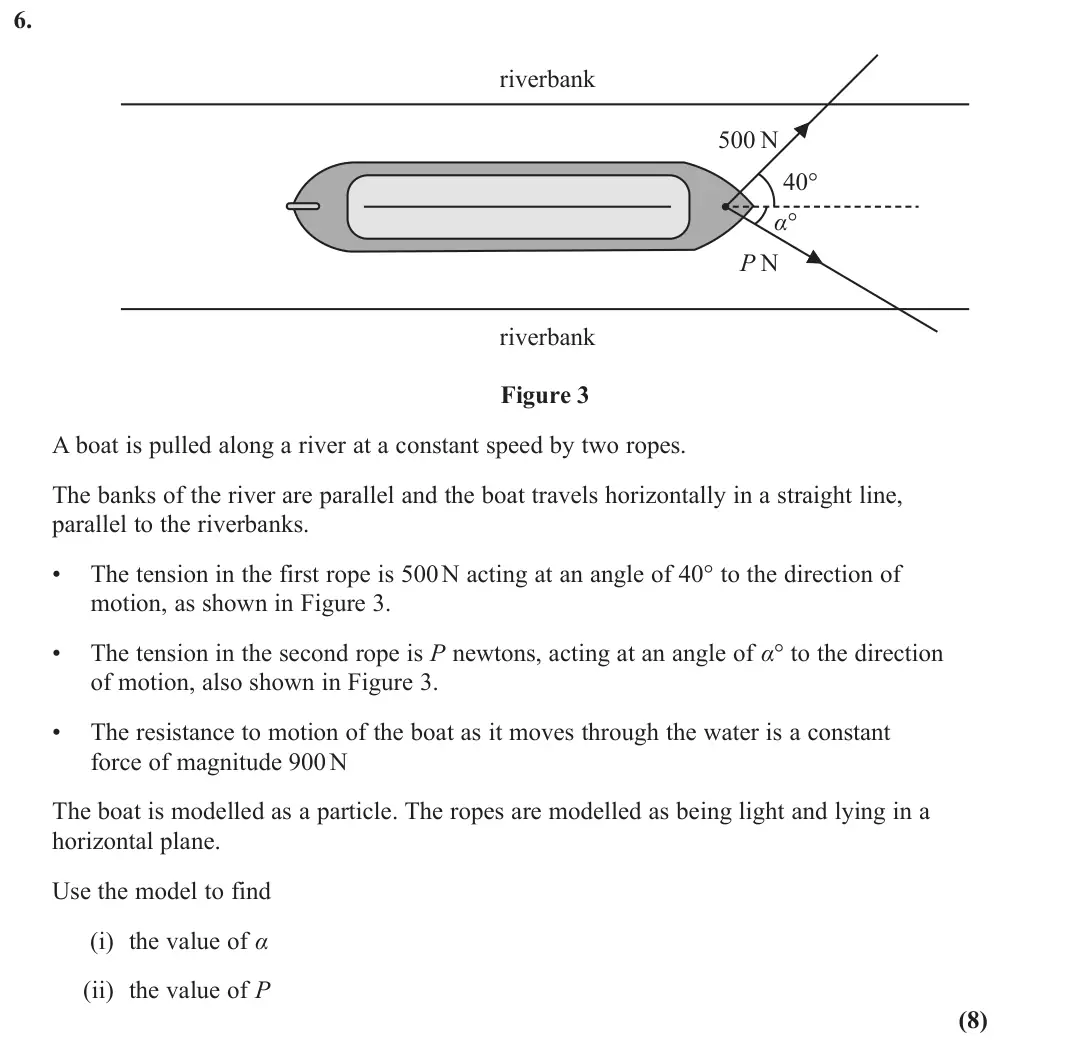 6.
riverbank
500 N
40°
α°
P N
riverbank
Figure 3
A boat is pulled along a river at a constant speed by two ropes.
The banks of the river are parallel and the boat travels horizontally in a straight line,
parallel to the riverbanks.
• The tension in the first rope is 500 N acting at an angle of 40° to the direction of
motion, as shown in Figure 3.
• The tension in the second rope is P newtons, acting at an angle of α° to the direction
of motion, also shown in Figure 3.
• The resistance to motion of the boat as it moves through the water is a constant
force of magnitude 900 N
The boat is modelled as a particle. The ropes are modelled as being light and lying in a
horizontal plane.
Use the model to find
(i) the value of α
(ii) the value of P
(8)